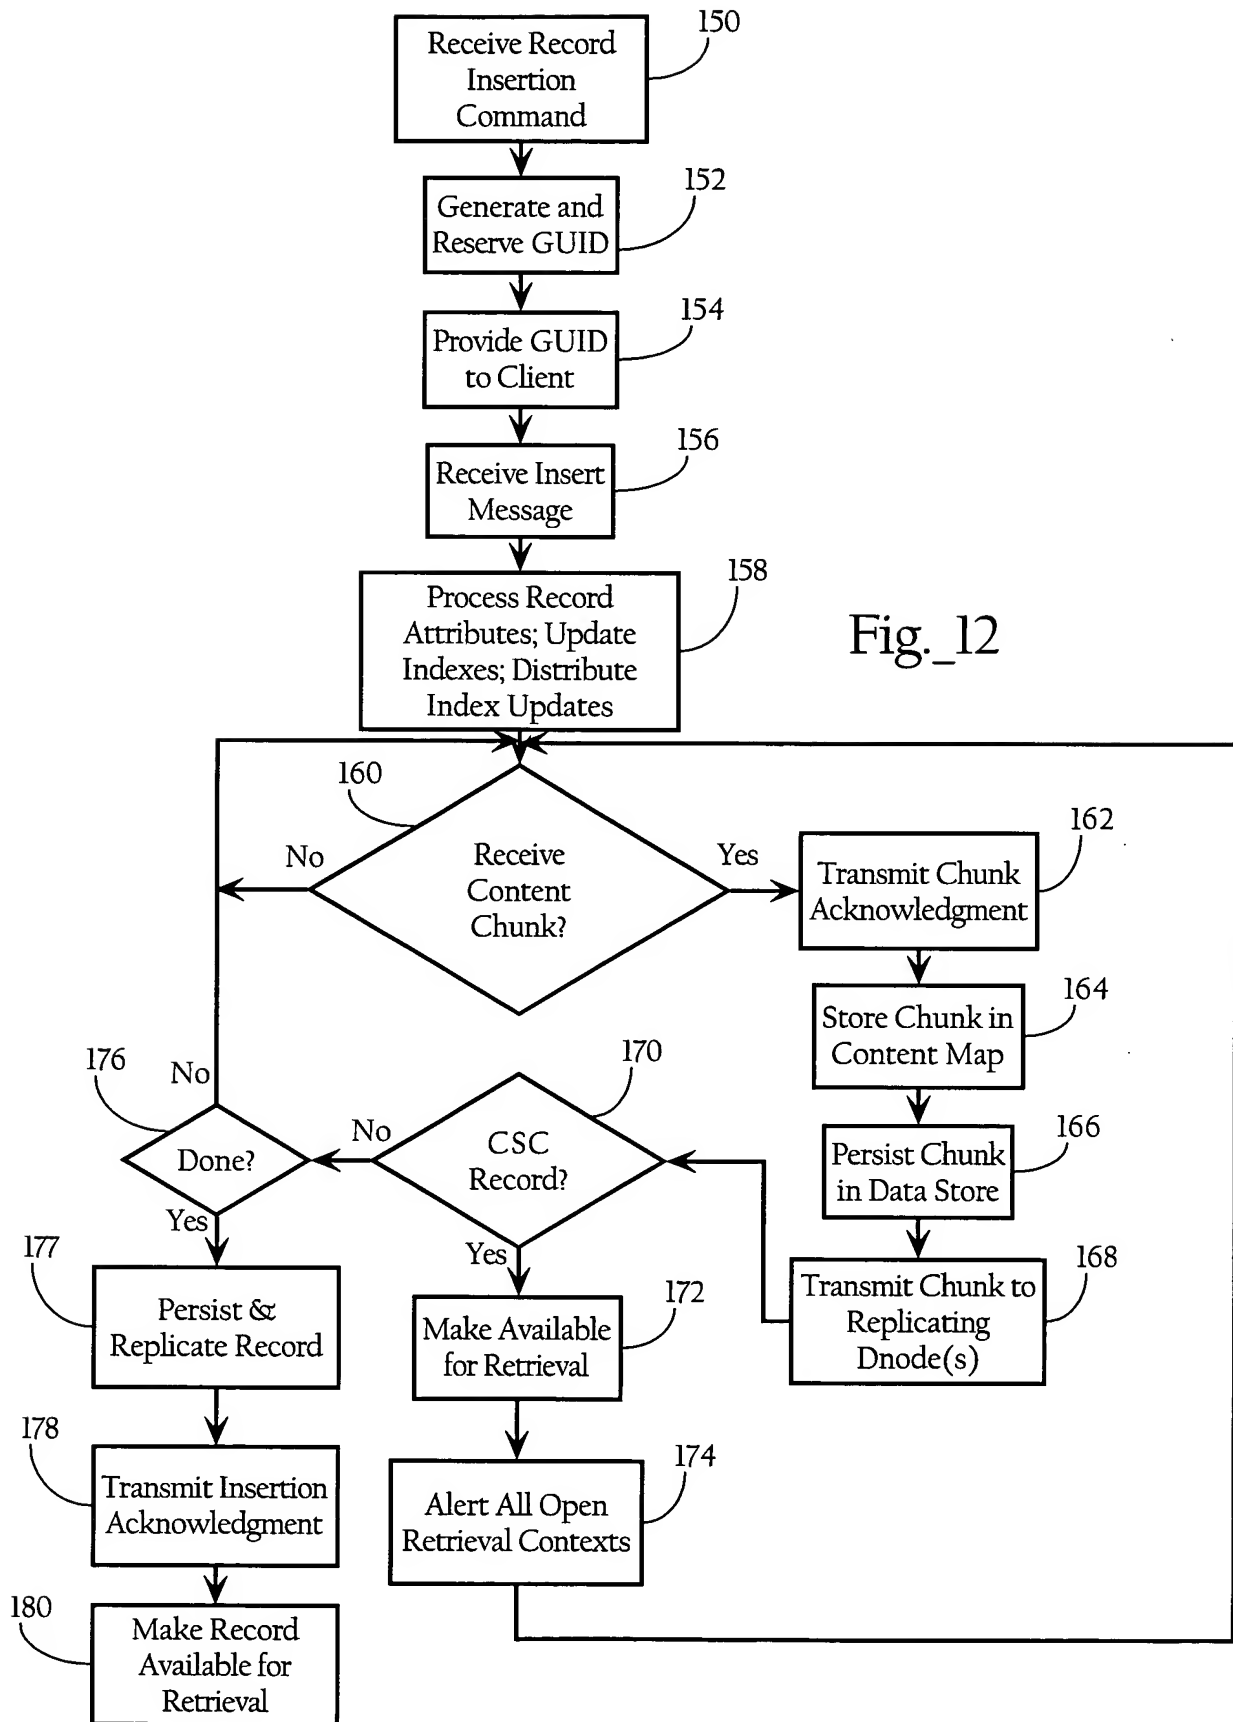 150
Receive Record
Insertion
Command
152
Generate and
Reserve GUID
154
Provide GUID
to Client
156
Receive Insert
Message
158
Process Record
Attributes; Update
Indexes; Distribute
Index Updates
Fig._12
160
No
Receive
Content
Chunk?
Yes
162
Transmit Chunk
Acknowledgment
164
Store Chunk in
Content Map
166
Persist Chunk
in Data Store
168
Transmit Chunk to
Replicating
Dnode(s)
170
CSC
Record?
No
Yes
176
No
Done?
Yes
172
Make Available
for Retrieval
174
Alert All Open
Retrieval Contexts
177
Persist &
Replicate Record
178
Transmit Insertion
Acknowledgment
180
Make Record
Available for
Retrieval